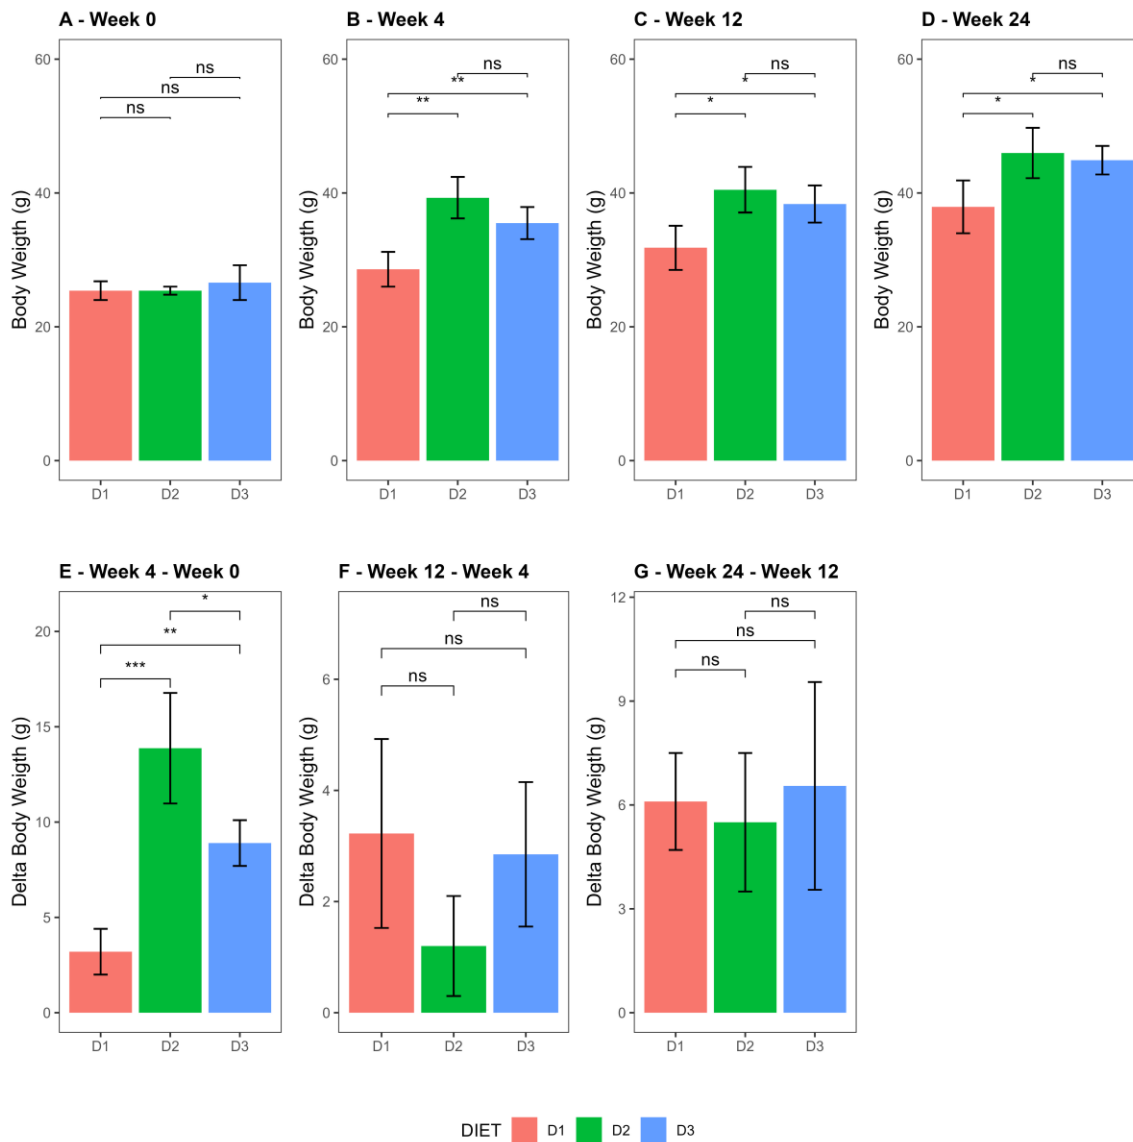 A - Week 0
B - Week 4
C - Week 12
D - Week 24
Body Weigth (g)
60
40
20
0
ns
ns
ns
D1 D2 D3
Body Weigth (g)
60
40
20
0
ns
**
**
D1 D2 D3
Body Weigth (g)
60
40
20
0
ns
*
*
D1 D2 D3
Body Weigth (g)
60
40
20
0
ns
*
*
D1 D2 D3
E - Week 4 - Week 0
F - Week 12 - Week 4
G - Week 24 - Week 12
Delta Body Weigth (g)
20
15
10
5
0
*
**
***
D1 D2 D3
Delta Body Weigth (g)
6
4
2
0
ns
ns
ns
D1 D2 D3
Delta Body Weigth (g)
12
9
6
3
0
ns
ns
ns
D1 D2 D3
DIET D1 D2 D3